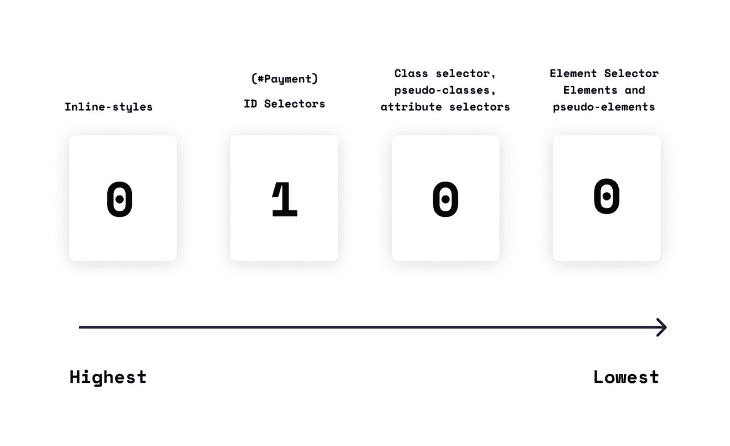 Inline-styles
(#Payment)
ID Selectors
Class selector,
pseudo-classes,
attribute selectors
Element Selector
Elements and
pseudo-elements
0
1
0
0
Highest
Lowest